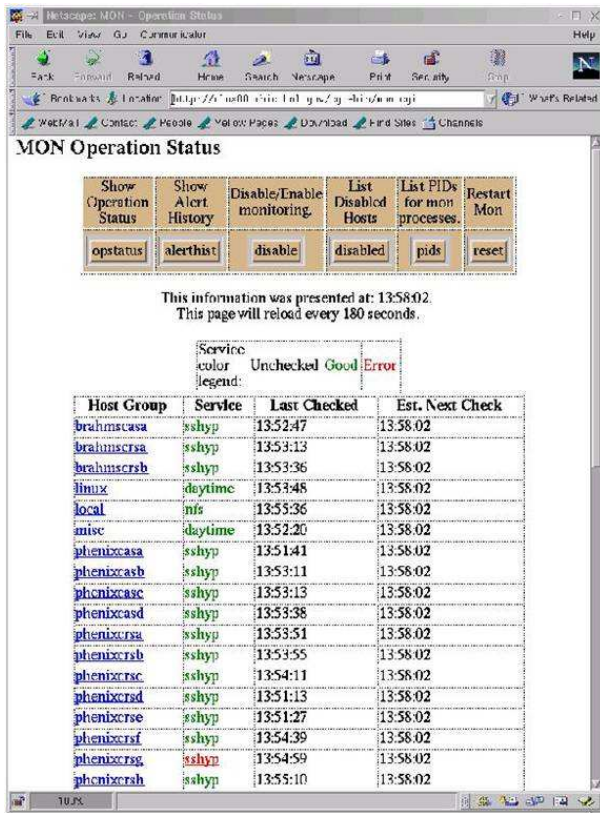 Netscape: MON - Operation Status
File Edit View Go Communicator Help
Back Forward Reload Home Search Netscape Print Security Stop
Bookmarks Location What's Related
WebMail Contact People Yellow Pages Download Find Sites Channels
MON Operation Status
Show Operation Status
Show Alert History
Disable/Enable monitoring.
List Disabled Hosts
List PIDs for mon processes.
Restart Mon
opstatus alerthist disable disabled pids reset
This information was presented at: 13:58:02.
This page will reload every 180 seconds.
Service color legend: Unchecked Good Error
Host Group Service Last Checked Est. Next Check
brahmscasa sshyp 13:52:47 13:58:02
brahmscrsa sshyp 13:53:13 13:58:02
brahmscrsb sshyp 13:53:36 13:58:02
linux daytime 13:53:48 13:58:02
local nfs 13:55:36 13:58:02
misc daytime 13:52:20 13:58:02
phenixcasa sshyp 13:51:41 13:58:02
phenixcasb sshyp 13:53:11 13:58:02
phenixcasc sshyp 13:53:13 13:58:02
phenixcasd sshyp 13:53:38 13:58:02
phenixcrsa sshyp 13:53:51 13:58:02
phenixcrsb sshyp 13:53:55 13:58:02
phenixcrsc sshyp 13:54:11 13:58:02
phenixcrsd sshyp 13:51:13 13:58:02
phenixcrse sshyp 13:51:27 13:58:02
phenixcrsf sshyp 13:54:39 13:58:02
phenixcrsg sshyp 13:54:59 13:58:02
phenixcrsh sshyp 13:55:10 13:58:02